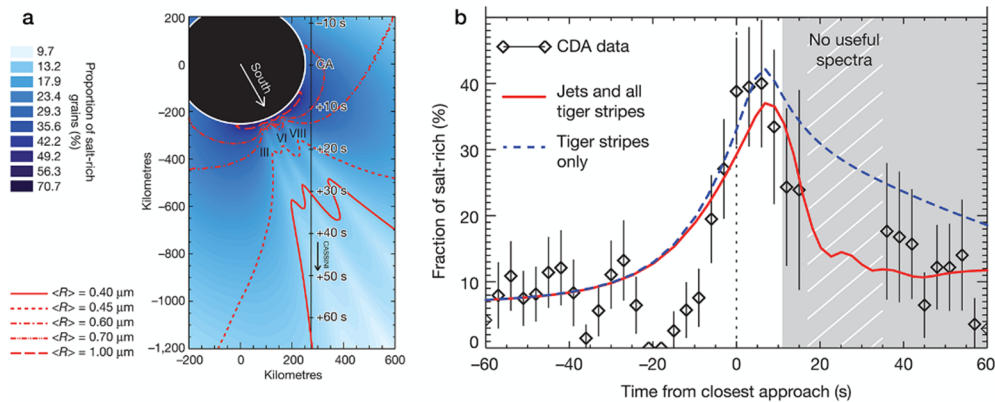 a
200
0
−200
−400
−600
−800
−1000
−1,200
−200
0
200
400
600
Kilometres
Kilometres
9.7
13.2
17.9
23.4
29.3
35.6
42.2
49.2
56.3
70.7
Proportion of salt-rich
grains (%)
South
−10 s
CA
+10 s
+20 s
+30 s
+40 s
+50 s
+60 s
CASSINI
III
VI
VIII
<R> = 0.40 μm
<R> = 0.45 μm
<R> = 0.60 μm
<R> = 0.70 μm
<R> = 1.00 μm
b
CDA data
Jets and all
tiger stripes
Tiger stripes
only
No useful
spectra
40
30
20
10
0
Fraction of salt-rich (%)
−60
−40
−20
0
20
40
60
Time from closest approach (s)